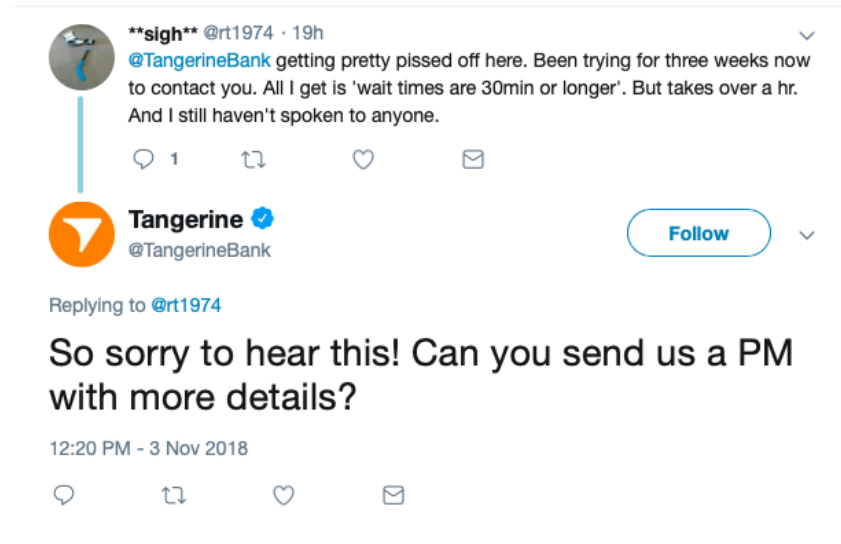 **sigh** @rt1974 · 19h
@TangerineBank getting pretty pissed off here. Been trying for three weeks now
to contact you. All I get is 'wait times are 30min or longer'. But takes over a hr.
And I still haven't spoken to anyone.
1
Tangerine
@TangerineBank
Follow
Replying to @rt1974
So sorry to hear this! Can you send us a PM
with more details?
12:20 PM - 3 Nov 2018